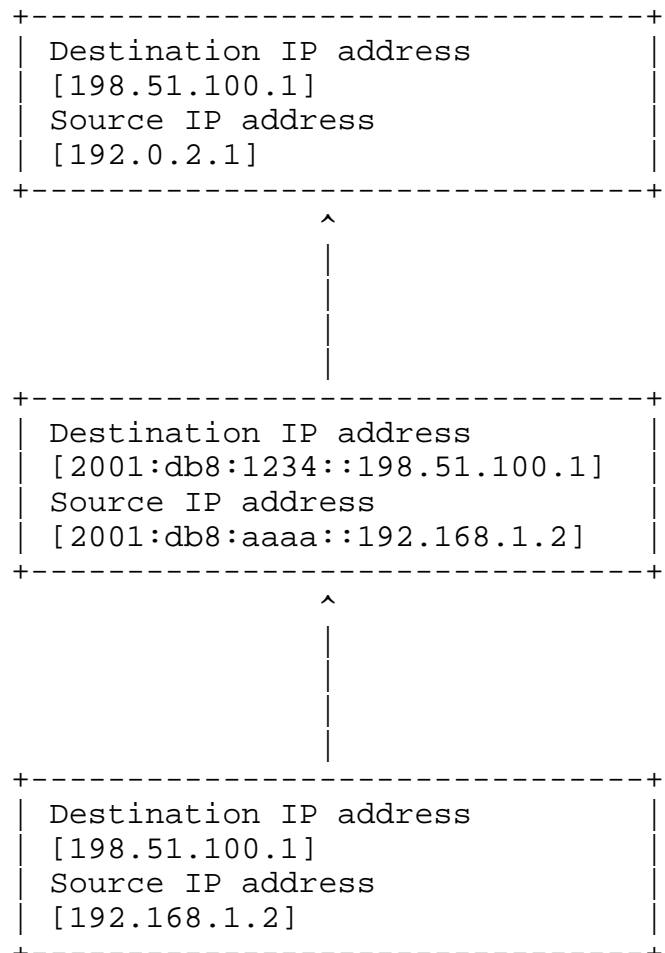 +--------------------------------+
| Destination IP address |
| [198.51.100.1] |
| Source IP address |
| [192.0.2.1] |
+--------------------------------+
^
|
|
|
|
+--------------------------------+
| Destination IP address |
| [2001:db8:1234::198.51.100.1] |
| Source IP address |
| [2001:db8:aaaa::192.168.1.2] |
+--------------------------------+
^
|
|
|
|
+--------------------------------+
| Destination IP address |
| [198.51.100.1] |
| Source IP address |
| [192.168.1.2] |
+--------------------------------+